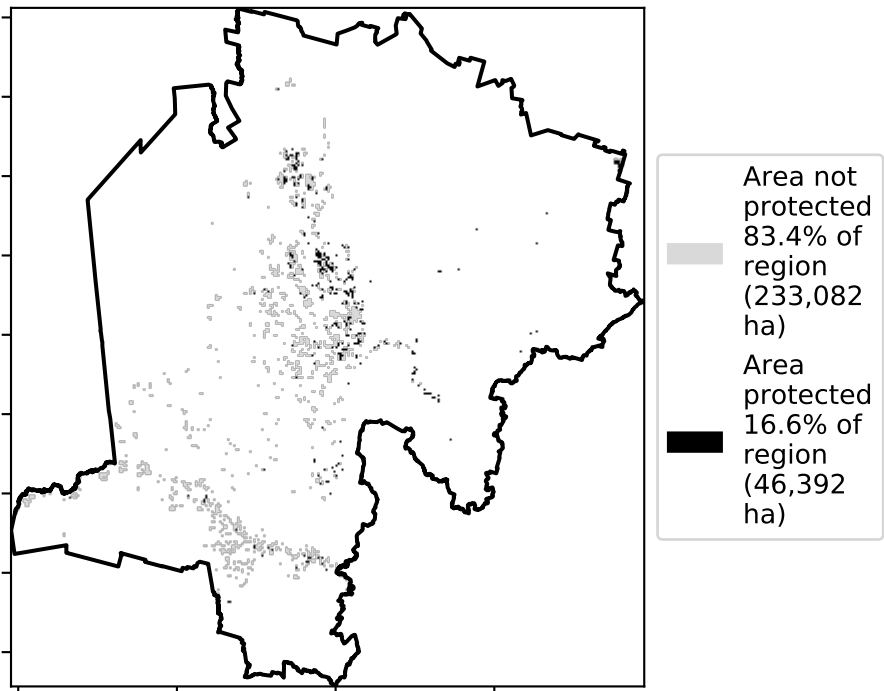 Area not
protected
83.4% of
region
(233,082
ha)
Area
protected
16.6% of
region
(46,392
ha)